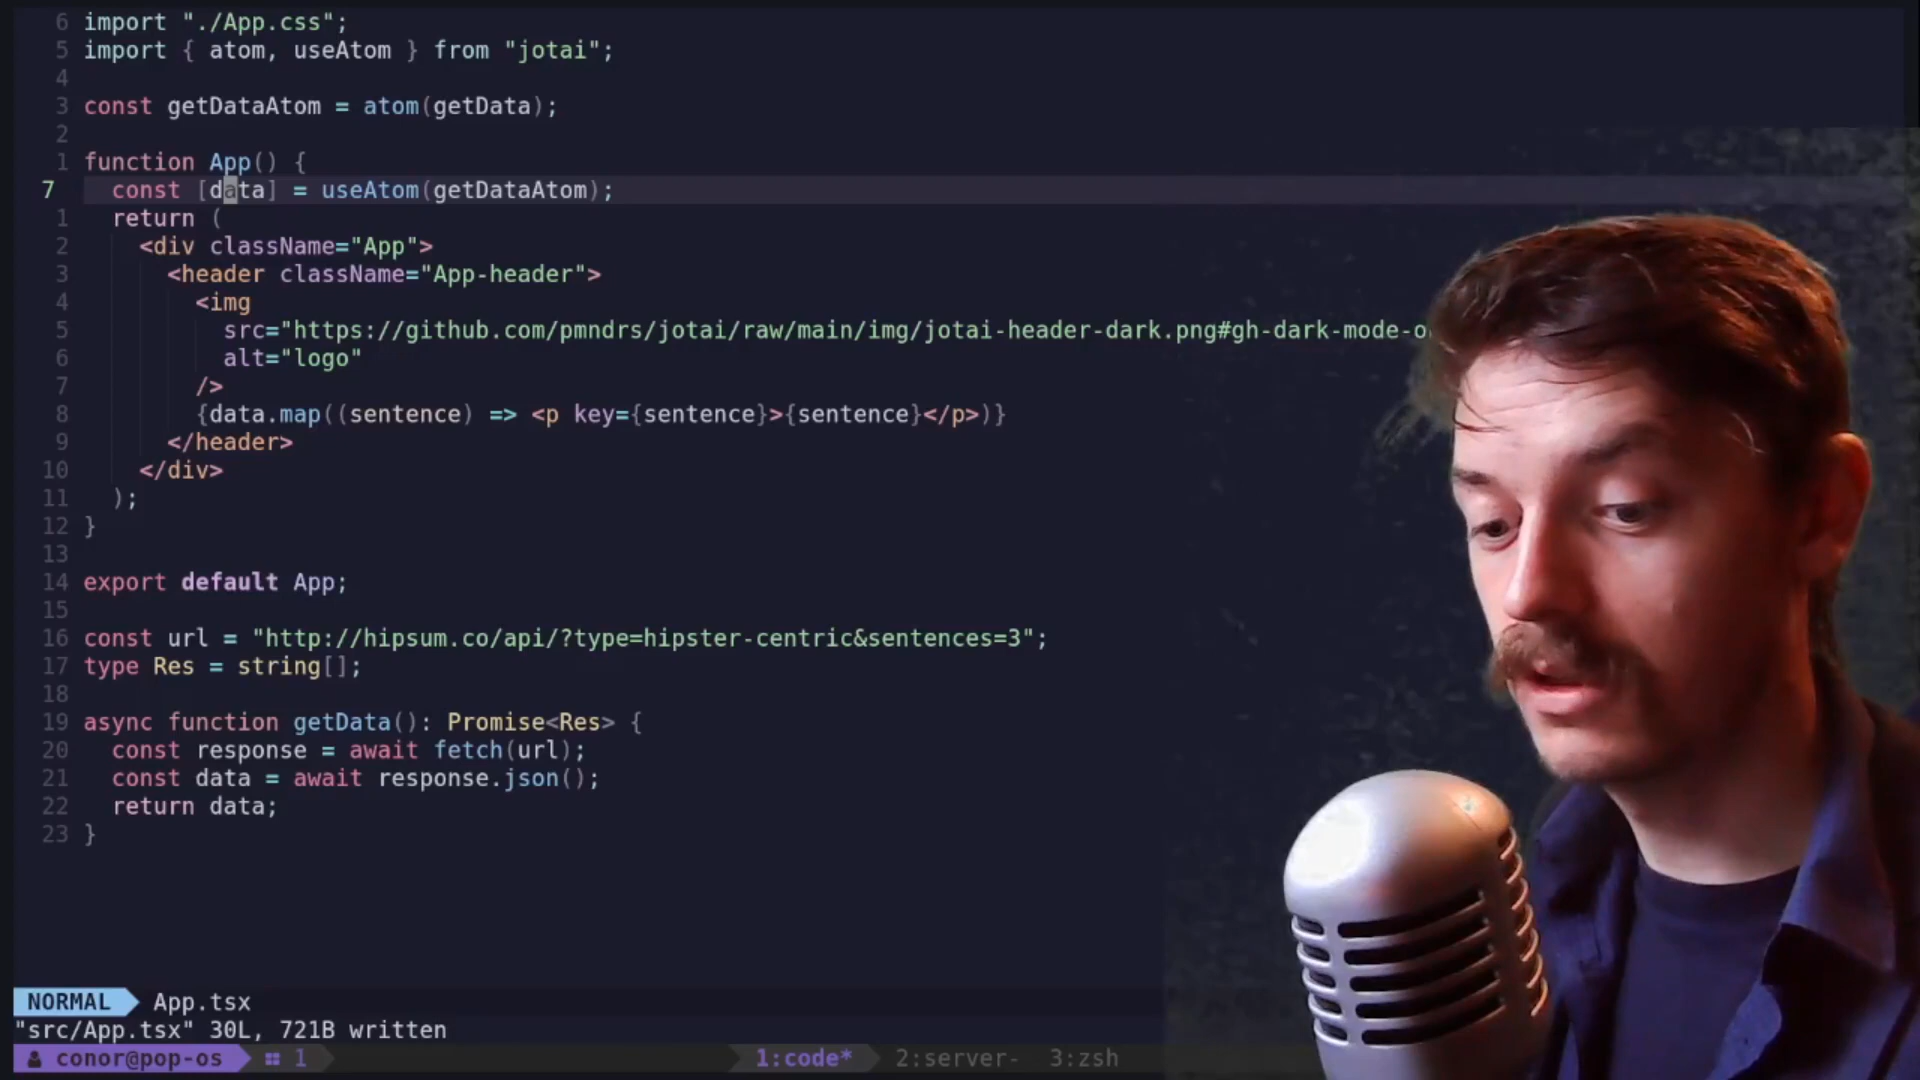 6 import "./App.css";
5 import { atom, useAtom } from "jotai";
4
3 const getDataAtom = atom(getData);
2
1 function App() {
7 const [data] = useAtom(getDataAtom);
1 return (
2 <div className="App">
3 <header className="App-header">
4 <img
5 src="https://github.com/pmndrs/jotai/raw/main/img/jotai-header-dark.png#gh-dark-mode-o
6 alt="logo"
7 />
8 {data.map((sentence) => <p key={sentence}>{sentence}</p>)}
9 </header>
10 </div>
11 );
12 }
13
14 export default App;
15
16 const url = "http://hipsum.co/api/?type=hipster-centric&sentences=3";
17 type Res = string[];
18
19 async function getData(): Promise<Res> {
20 const response = await fetch(url);
21 const data = await response.json();
22 return data;
23 }
NORMAL App.tsx
"src/App.tsx" 30L, 721B written
conor@pop-os 1 1:code* 2:server- 3:zsh